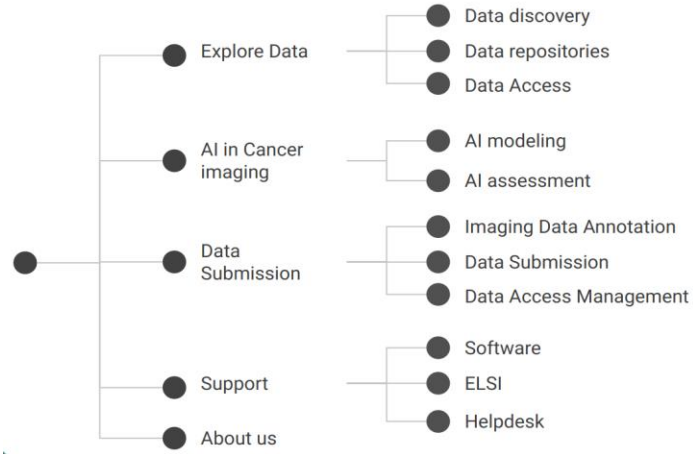 Explore Data
Data discovery
Data repositories
Data Access
AI in Cancer
imaging
AI modeling
AI assessment
Data
Submission
Imaging Data Annotation
Data Submission
Data Access Management
Support
Software
ELSI
Helpdesk
About us